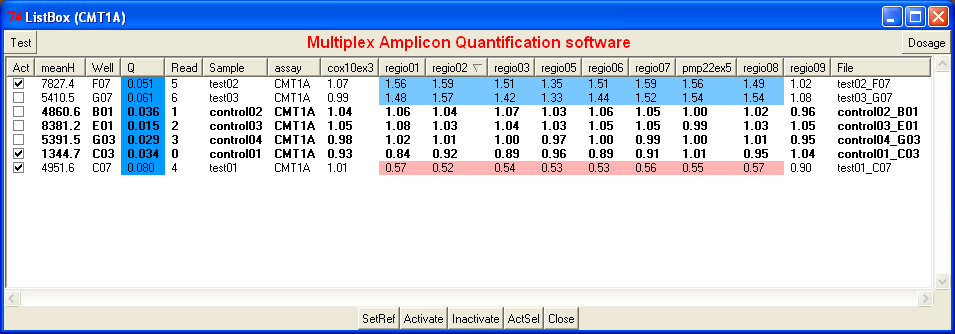 ListBox (CMT1A)
Test Multiplex Amplicon Quantification software Dosage
Act meanH Well Q Read Sample assay cox10ex3 regio01 regio02 regio03 regio05 regio06 regio07 pmp22ex5 regio08 regio09 File
7827.4 F07 0.051 5 test02 CMT1A 1.07 1.56 1.59 1.51 1.35 1.51 1.59 1.56 1.49 1.02 test02_F07
5410.5 G07 0.061 6 test03 CMT1A 0.99 1.48 1.57 1.42 1.33 1.44 1.52 1.54 1.54 1.08 test03_G07
4860.6 B01 0.036 1 control02 CMT1A 1.04 1.06 1.04 1.07 1.03 1.06 1.05 1.00 1.02 0.96 control02_B01
8381.2 E01 0.015 2 control03 CMT1A 1.05 1.08 1.03 1.04 1.03 1.05 1.05 0.99 1.03 1.05 control03_E01
5391.5 G03 0.029 3 control04 CMT1A 0.98 1.02 1.01 1.00 0.97 1.00 0.99 1.00 1.01 0.95 control04_G03
1344.7 C03 0.034 0 control01 CMT1A 0.93 0.84 0.92 0.89 0.96 0.89 0.91 1.01 0.95 1.04 control01_C03
4951.6 C07 0.080 4 test01 CMT1A 1.01 0.57 0.52 0.54 0.53 0.53 0.56 0.55 0.57 0.90 test01_C07
SetRef Activate Inactivate ActSel Close